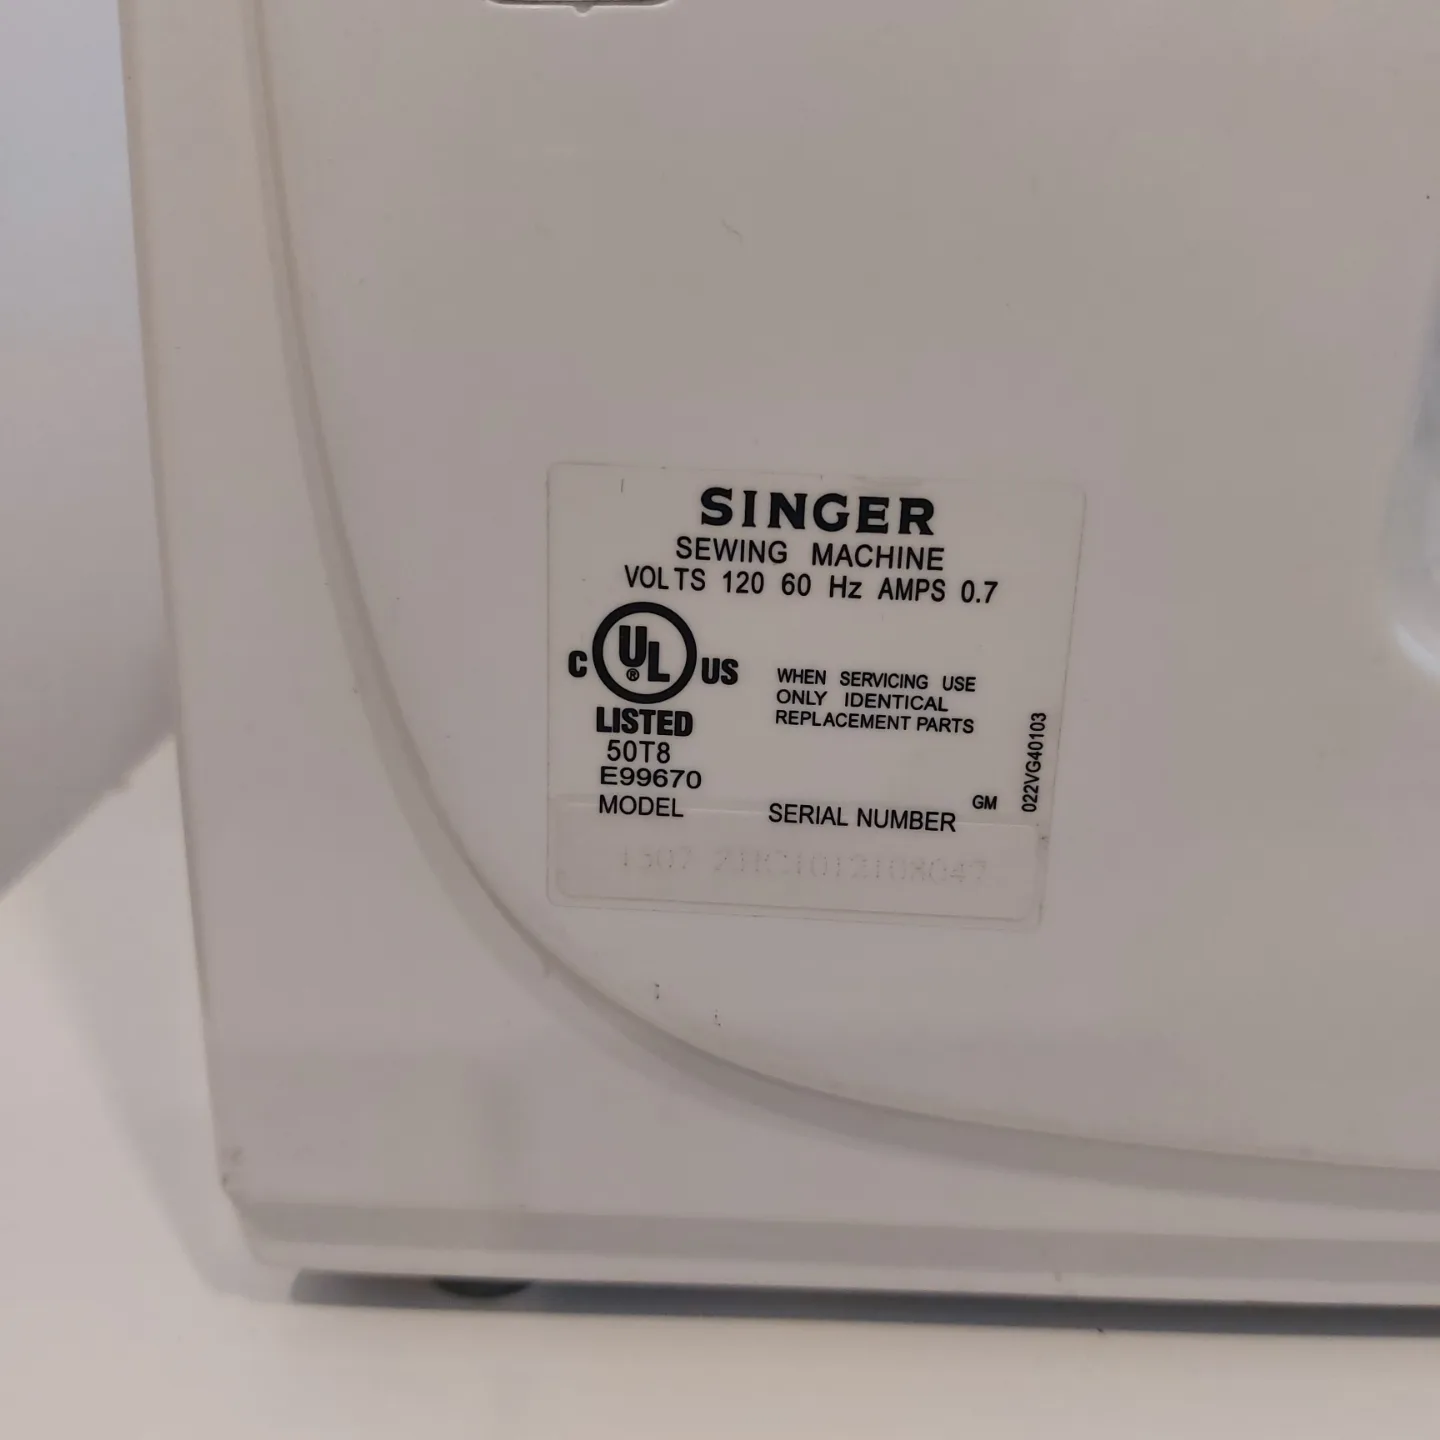 SINGER
SEWING MACHINE
VOLTS 120 60 Hz AMPS 0.7
C UL ® US
LISTED
50T8
E99670
WHEN SERVICING USE
ONLY IDENTICAL
REPLACEMENT PARTS
022VG40103
GM
MODEL SERIAL NUMBER
1507